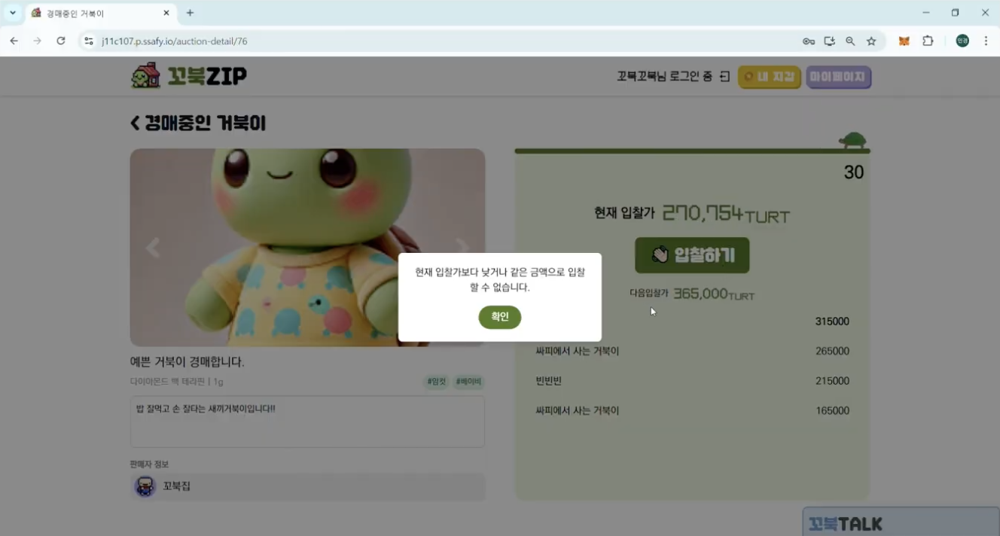 경매중인 거북이
j11c107.p.ssafy.io/auction-detail/76
민경
꼬북ZIP
꼬북꼬북님 로그인 중
내 지갑
마이페이지
경매중인 거북이
30
현재 입찰가 270,754TURT
입찰하기
다음입찰가 365,000TURT
현재 입찰가보다 낮거나 같은 금액으로 입찰
할 수 없습니다.
확인
315000
싸피에서 사는 거북이 265000
빈빈빈 215000
싸피에서 사는 거북이 165000
예쁜 거북이 경매합니다.
다이아몬드 백 테라핀 | 1g
#암컷 #베이비
밥 잘먹고 손 잘타는 새끼거북이입니다!!
판매자 정보
꼬북집
꼬북TALK